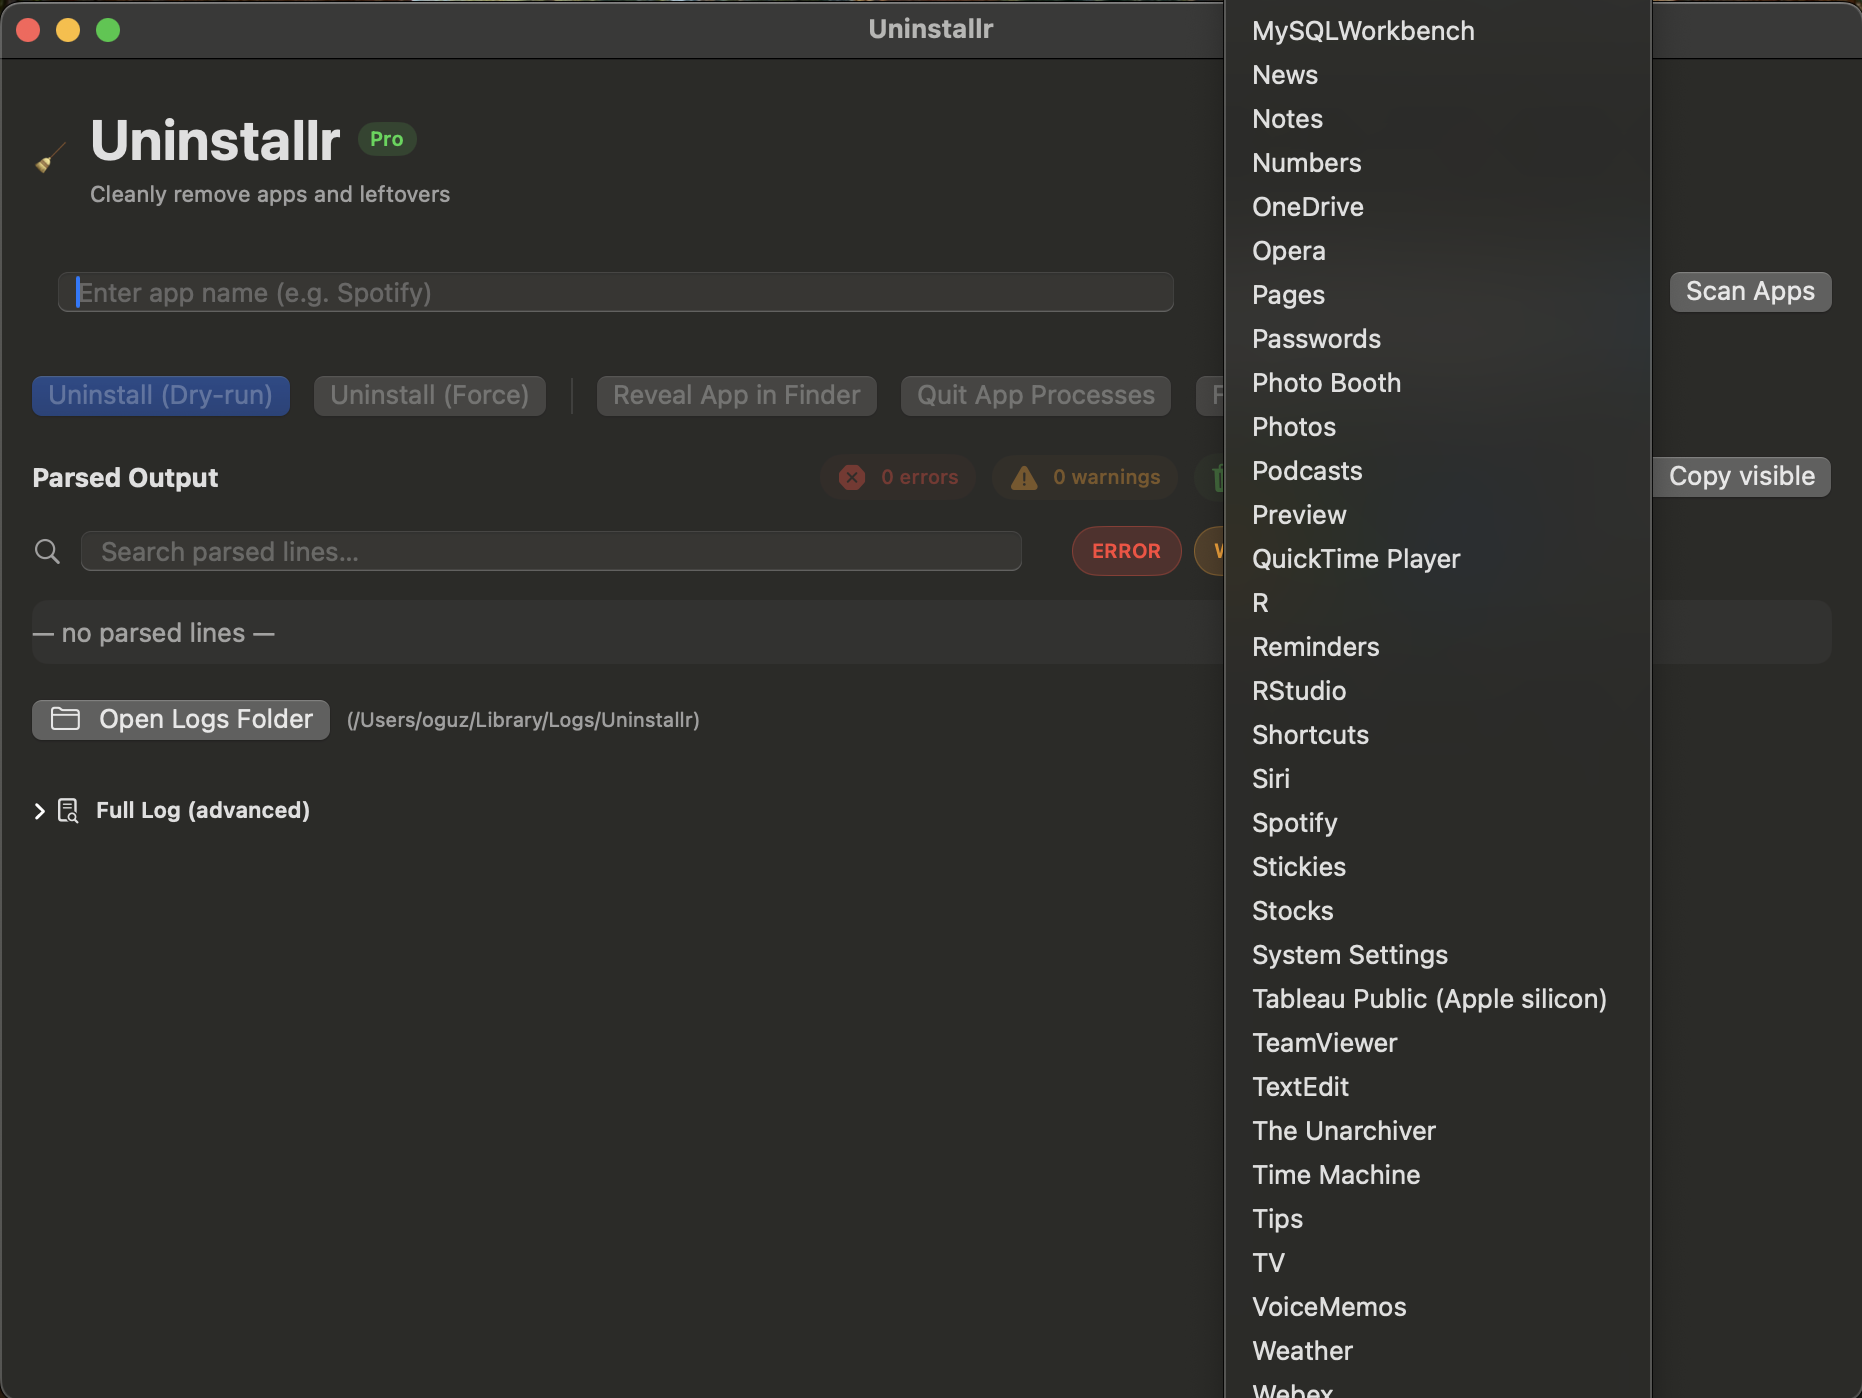 Uninstallr
Uninstallr
Pro
Cleanly remove apps and leftovers
Enter app name (e.g. Spotify)
Scan Apps
Uninstall (Dry-run)
Uninstall (Force)
Reveal App in Finder
Quit App Processes
F
Parsed Output
0 errors
0 warnings
Copy visible
Search parsed lines...
ERROR
— no parsed lines —
Open Logs Folder
(/Users/oguz/Library/Logs/Uninstallr)
Full Log (advanced)
MySQLWorkbench
News
Notes
Numbers
OneDrive
Opera
Pages
Passwords
Photo Booth
Photos
Podcasts
Preview
QuickTime Player
R
Reminders
RStudio
Shortcuts
Siri
Spotify
Stickies
Stocks
System Settings
Tableau Public (Apple silicon)
TeamViewer
TextEdit
The Unarchiver
Time Machine
Tips
TV
VoiceMemos
Weather
Webex